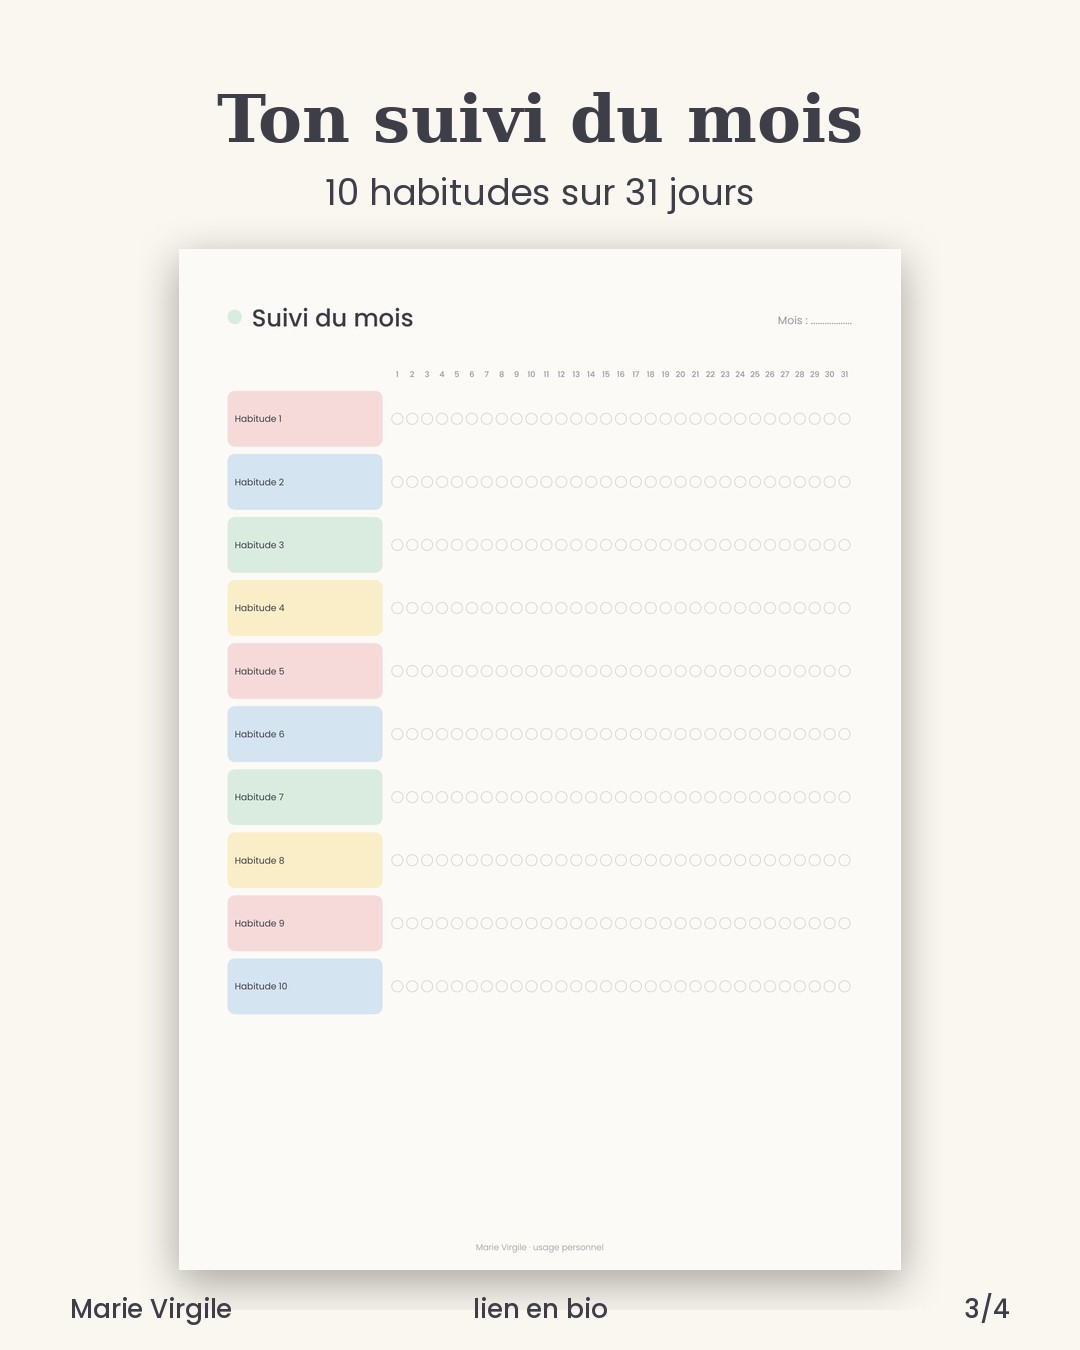 Ton suivi du mois
10 habitudes sur 31 jours
Suivi du mois
Mois : ..................
1 2 3 4 5 6 7 8 9 10 11 12 13 14 15 16 17 18 19 20 21 22 23 24 25 26 27 28 29 30 31
Habitude 1
Habitude 2
Habitude 3
Habitude 4
Habitude 5
Habitude 6
Habitude 7
Habitude 8
Habitude 9
Habitude 10
Marie Virgile · usage personnel
Marie Virgile lien en bio 3/4